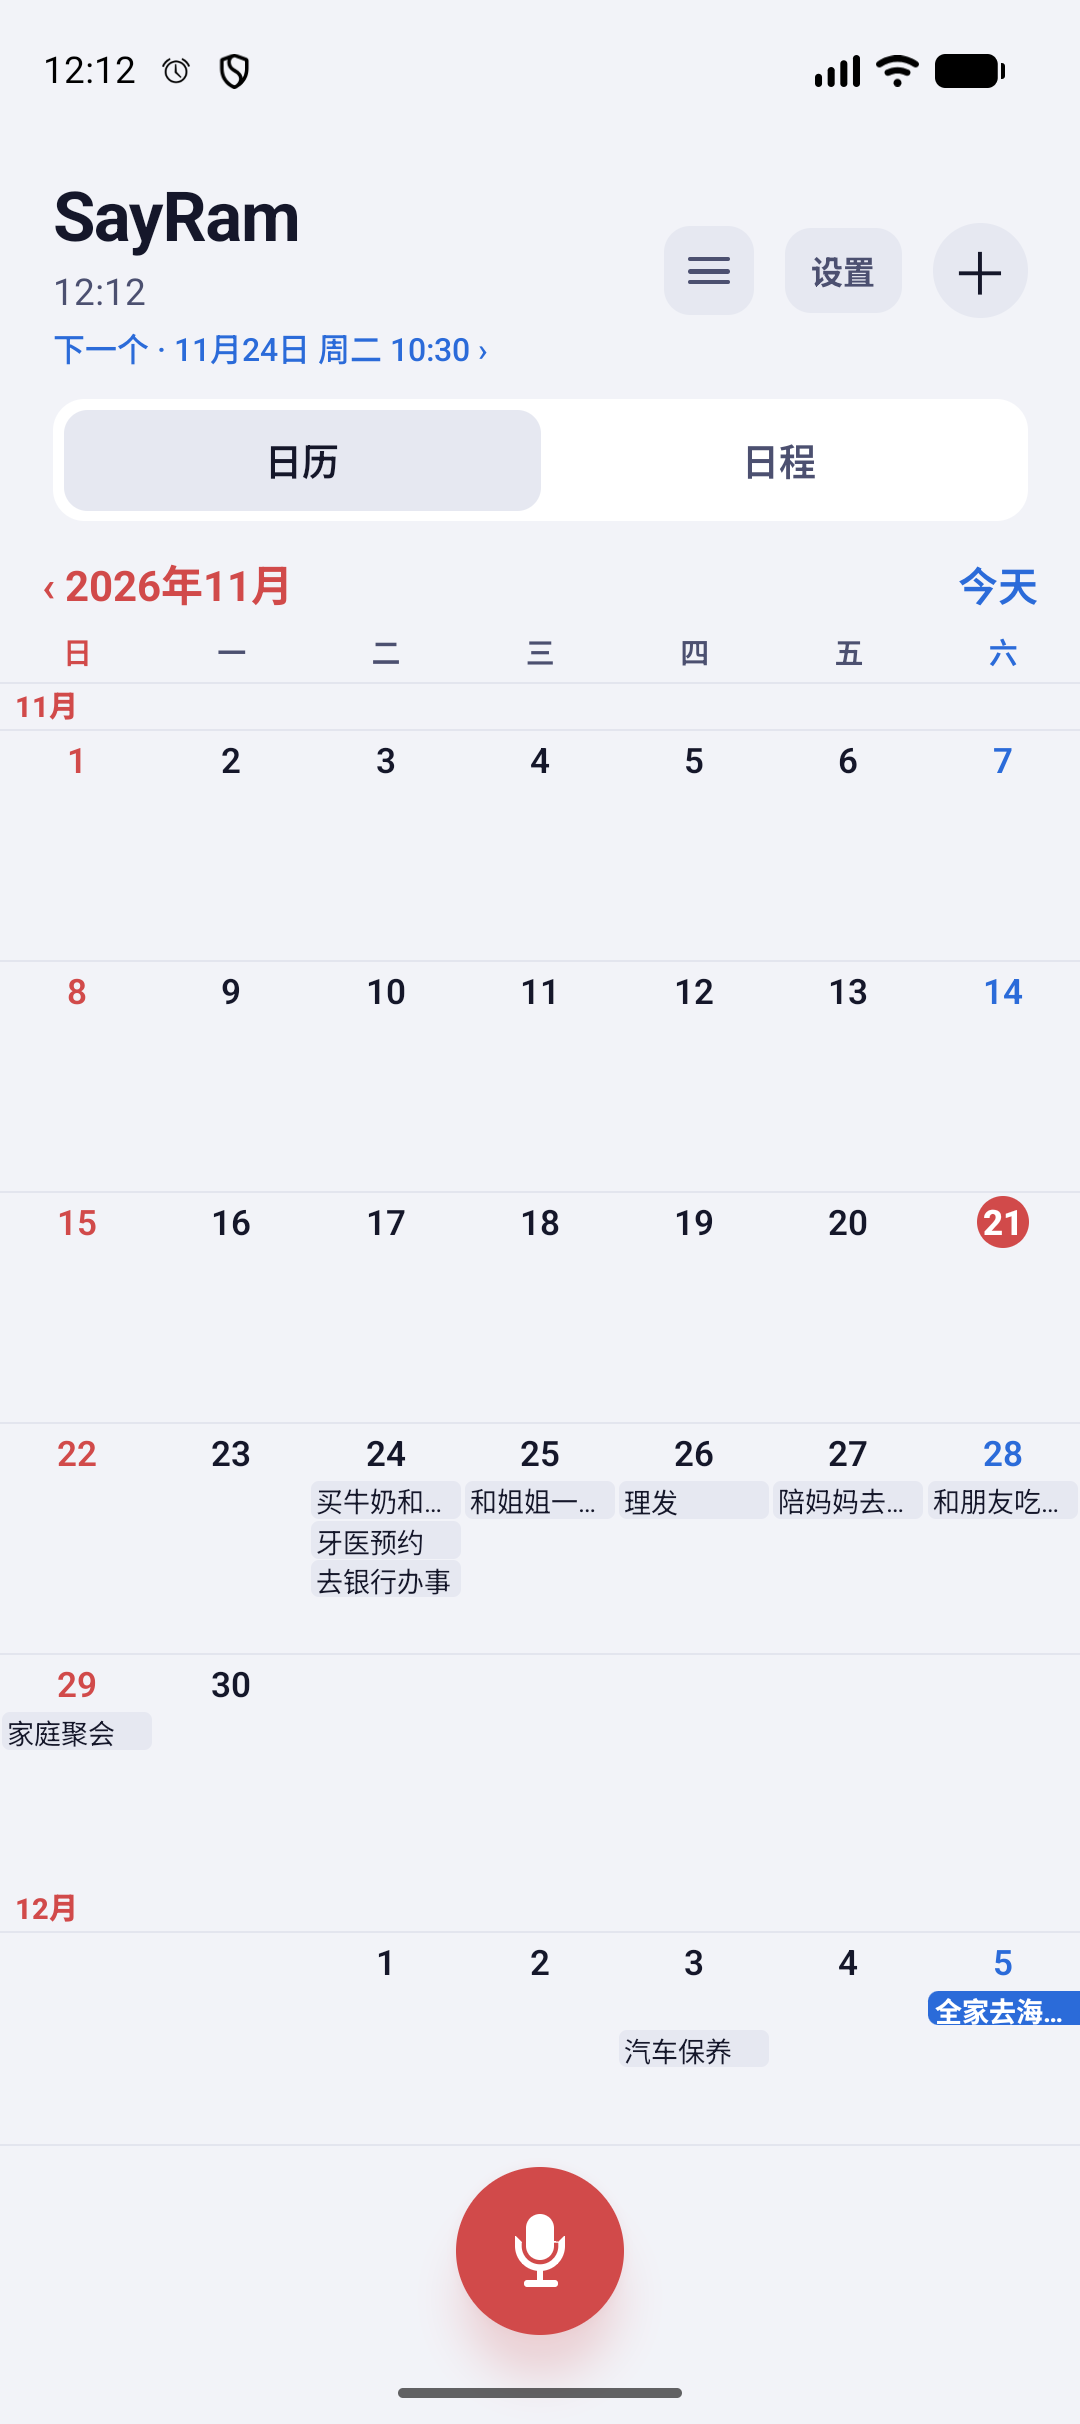 12:12
SayRam
12:12
下一个 · 11月24日 周二 10:30 ›
设置
日历 日程
‹ 2026年11月 今天
日 一 二 三 四 五 六
11月
1 2 3 4 5 6 7
8 9 10 11 12 13 14
15 16 17 18 19 20 21
22 23 24 25 26 27 28
买牛奶和... 和姐姐一... 理发 陪妈妈去... 和朋友吃...
牙医预约
去银行办事
29 30
家庭聚会
12月
1 2 3 4 5
全家去海...
汽车保养